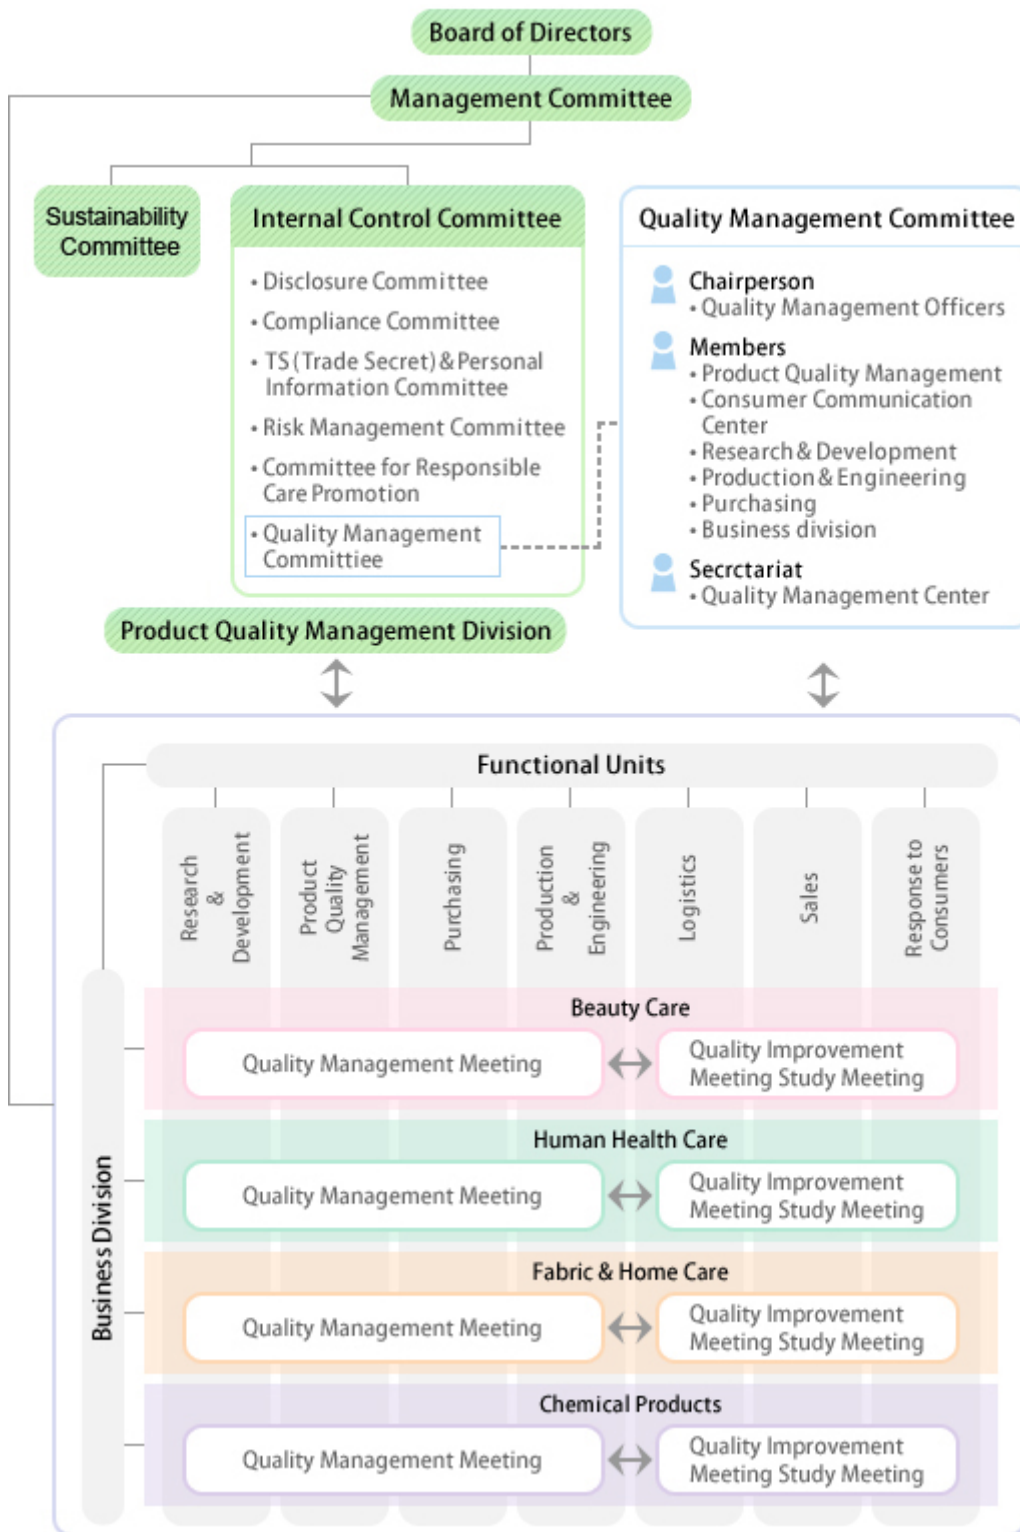 Board of Directors
Management Committee
Sustainability
Committee
Internal Control Committee
• Disclosure Committee
• Compliance Committee
• TS (Trade Secret) & Personal
Information Committee
• Risk Management Committee
• Committee for Responsible
Care Promotion
• Quality Management
Committiee
Quality Management Committee
Chairperson
• Quality Management Officers
Members
• Product Quality Management
• Consumer Communication
Center
• Research & Development
• Production & Engineering
• Purchasing
• Business division
Secrctariat
• Quality Management Center
Product Quality Management Division
Functional Units
Research
&
Development
Product
Quality
Management
Purchasing
Production
&
Engineering
Logistics
Sales
Response to
Consumers
Business Division
Beauty Care
Quality Management Meeting
Quality Improvement
Meeting Study Meeting
Human Health Care
Quality Management Meeting
Quality Improvement
Meeting Study Meeting
Fabric & Home Care
Quality Management Meeting
Quality Improvement
Meeting Study Meeting
Chemical Products
Quality Management Meeting
Quality Improvement
Meeting Study Meeting